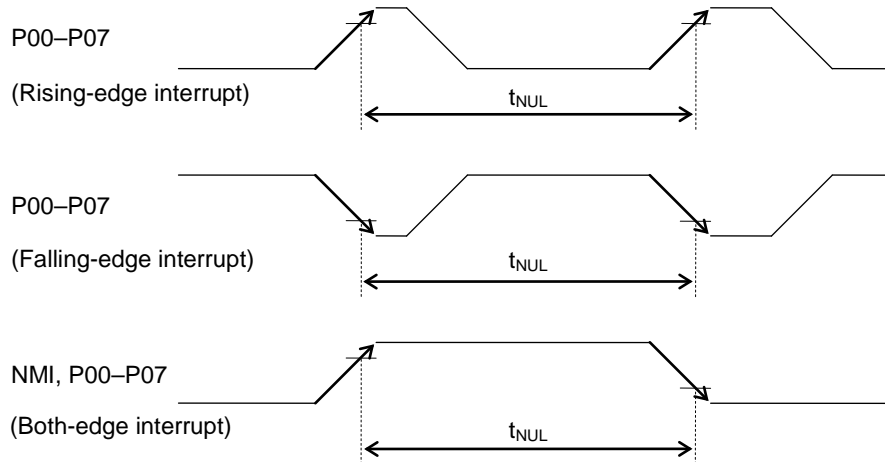 P00–P07
(Rising-edge interrupt)
tNUL
P00–P07
(Falling-edge interrupt)
tNUL
NMI, P00–P07
(Both-edge interrupt)
tNUL